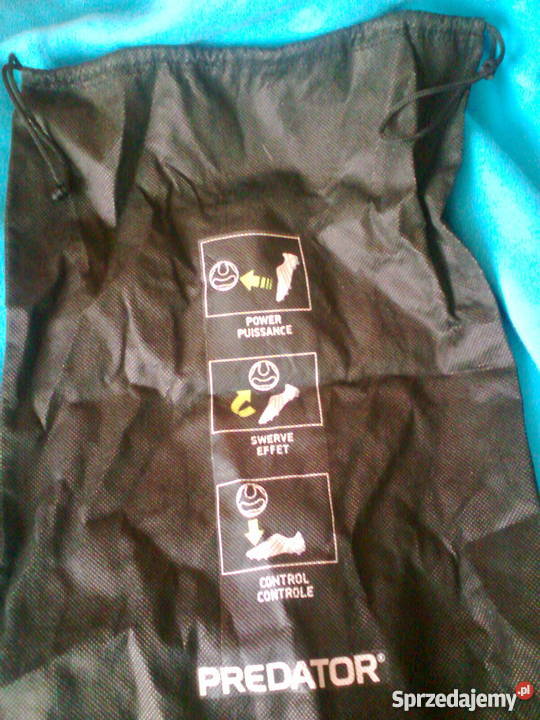 POWER
PUISSANCE
SWERVE
EFFET
CONTROL
CONTROLE
PREDATOR®
Sprzedajemy.pl